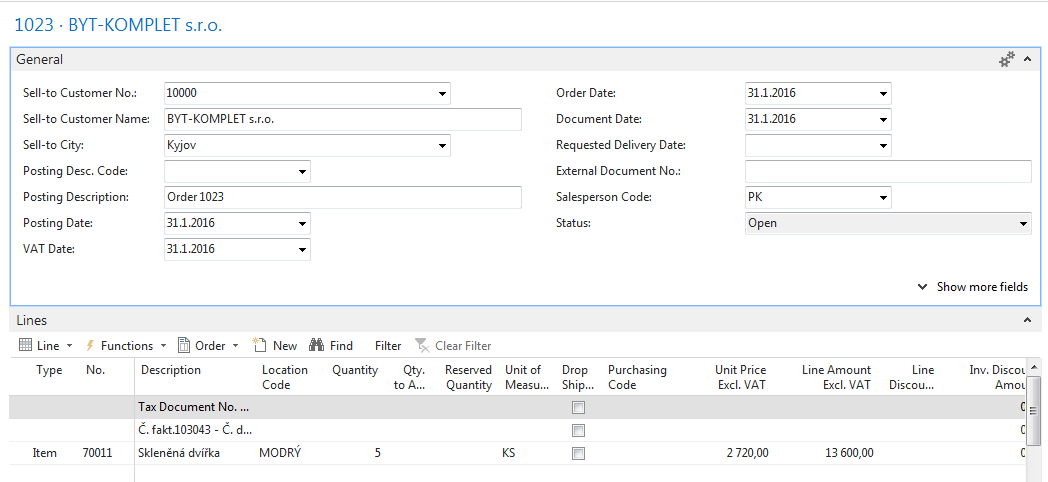 1023 · BYT-KOMPLET s.r.o.
General
Sell-to Customer No.: 10000
Sell-to Customer Name: BYT-KOMPLET s.r.o.
Sell-to City: Kyjov
Posting Desc. Code:
Posting Description: Order 1023
Posting Date: 31.1.2016
VAT Date: 31.1.2016
Order Date: 31.1.2016
Document Date: 31.1.2016
Requested Delivery Date:
External Document No.:
Salesperson Code: PK
Status: Open
Show more fields
Lines
Line Functions Order New Find Filter Clear Filter
Type No. Description Location Code Quantity Qty. to A... Reserved Quantity Unit of Measu... Drop Ship... Purchasing Code Unit Price Excl. VAT Line Amount Excl. VAT Line Discou... Inv. Discou Amou
Tax Document No. ... 0
Č. fakt.103043 - Č. d... 0
Item 70011 Skleněná dvířka MODRÝ 5 KS 2 720,00 13 600,00 0